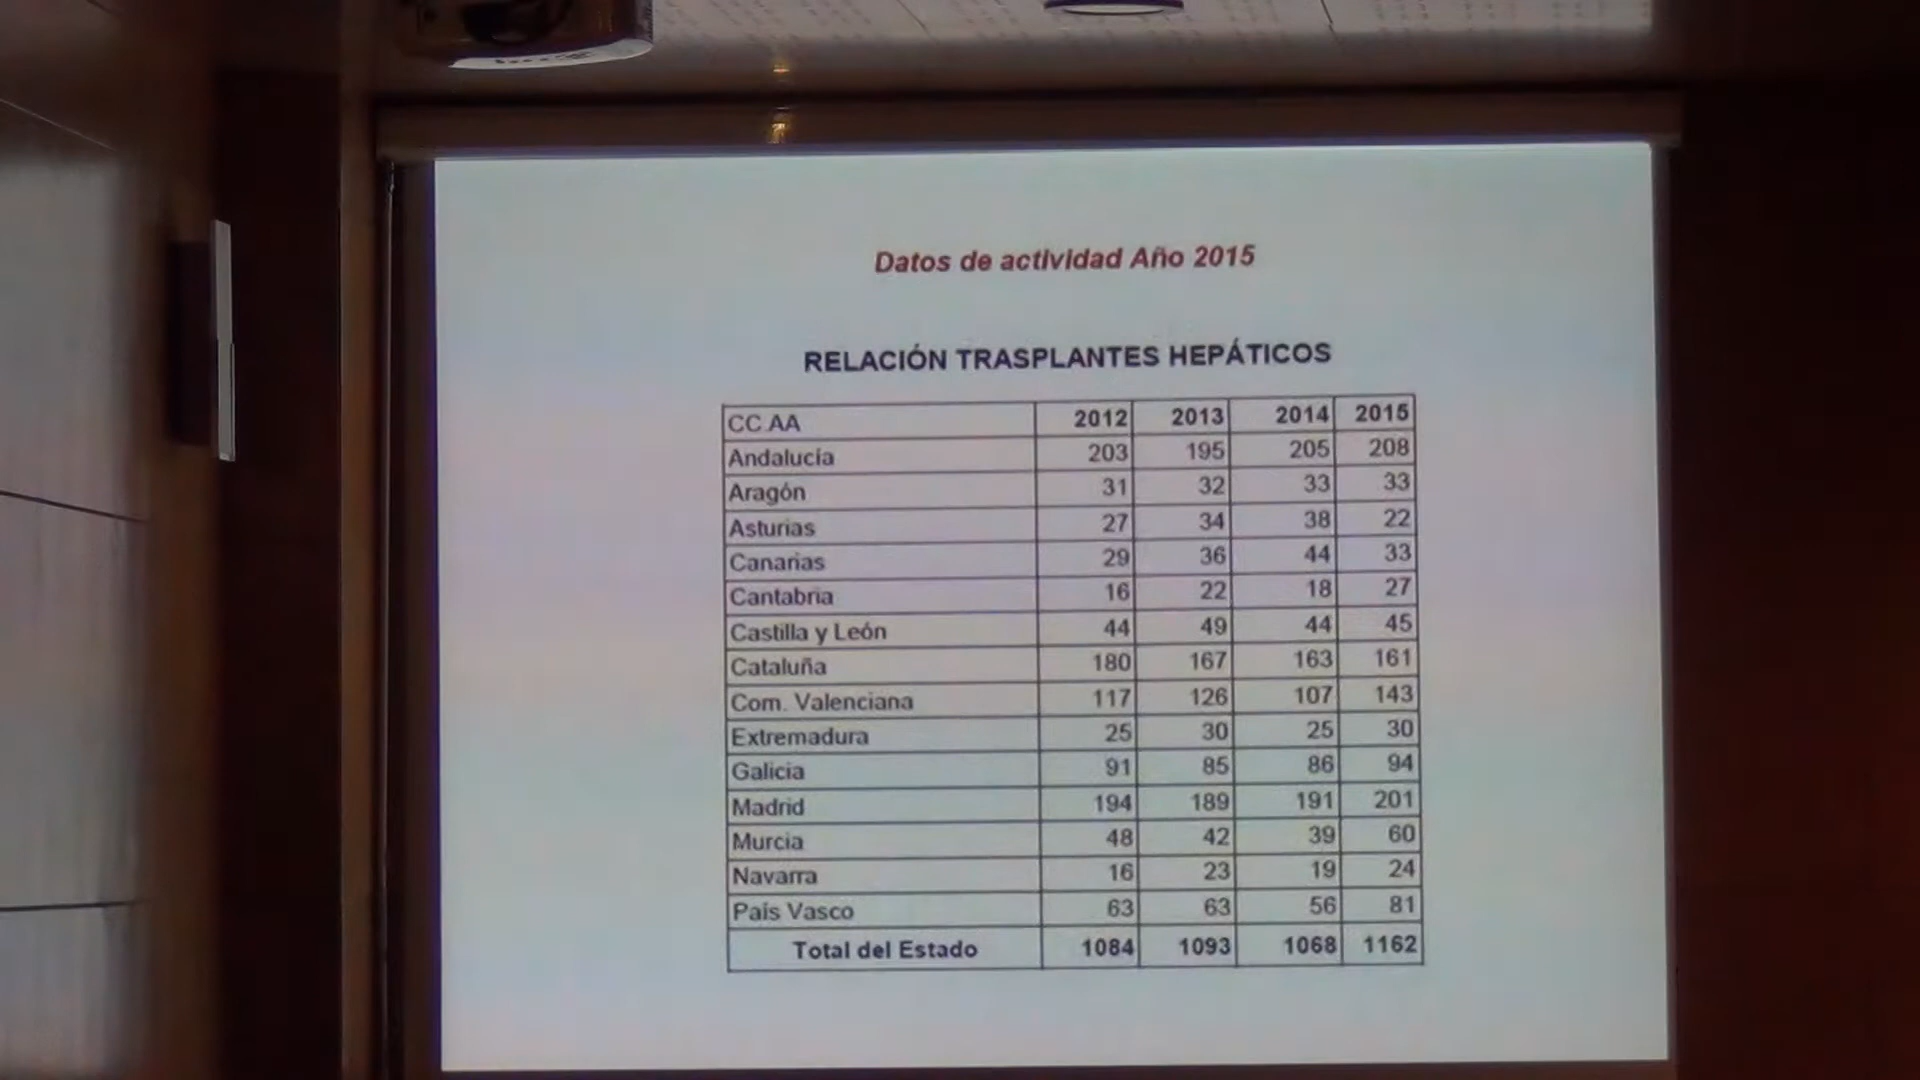 Datos de actividad Año 2015
RELACIÓN TRASPLANTES HEPÁTICOS
CC.AA 2012 2013 2014 2015
Andalucía 203 195 205 208
Aragón 31 32 33 33
Asturias 27 34 38 22
Canarias 29 36 44 33
Cantabria 16 22 18 27
Castilla y León 44 49 44 45
Cataluña 180 167 163 161
Com. Valenciana 117 126 107 143
Extremadura 25 30 25 30
Galicia 91 85 86 94
Madrid 194 189 191 201
Murcia 48 42 39 60
Navarra 16 23 19 24
País Vasco 63 63 56 81
Total del Estado 1084 1093 1068 1162